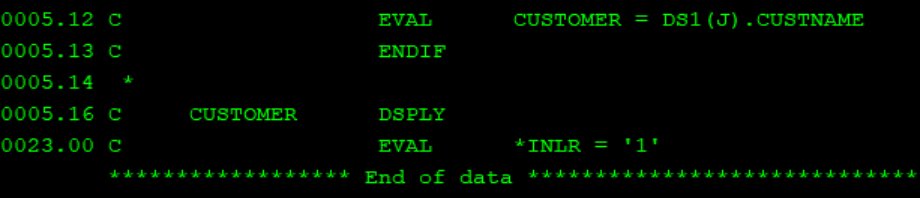 0005.12 C EVAL CUSTOMER = DS1(J).CUSTNAME
0005.13 C ENDIF
0005.14 *
0005.16 C CUSTOMER DSPLY
0023.00 C EVAL *INLR = '1'
****************** End of data *****************************